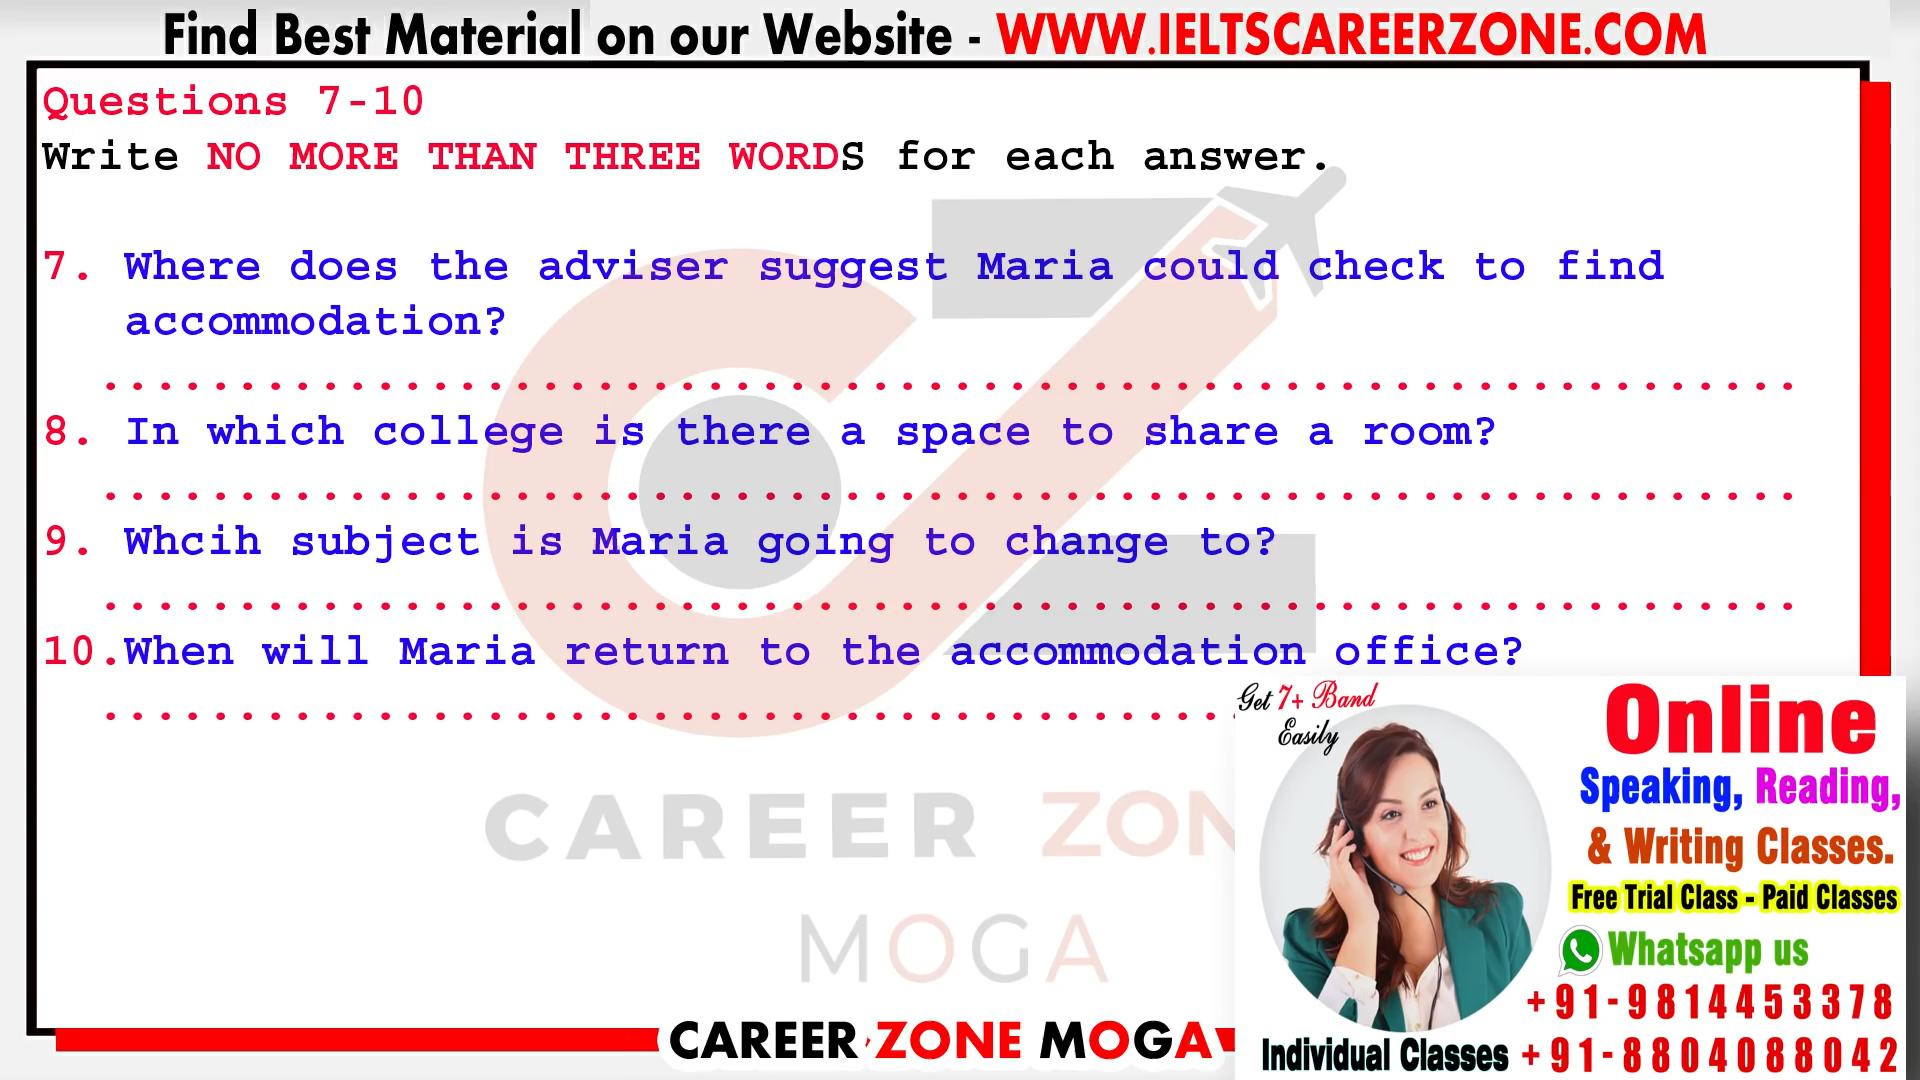 Find Best Material on our Website - WWW.IELTSCAREERZONE.COM
Questions 7-10
Write NO MORE THAN THREE WORDS for each answer.
7. Where does the adviser suggest Maria could check to find
accommodation?
..............................................................
8. In which college is there a space to share a room?
..............................................................
9. Whcih subject is Maria going to change to?
..............................................................
10.When will Maria return to the accommodation office?
..........................................
CAREER ZON
MOGA
CAREER ZONE MOGA
Get 7+ Band
Easily
Online
Speaking, Reading,
& Writing Classes.
Free Trial Class - Paid Classes
Whatsapp us
+91-9814453378
Individual Classes +91-8804088042